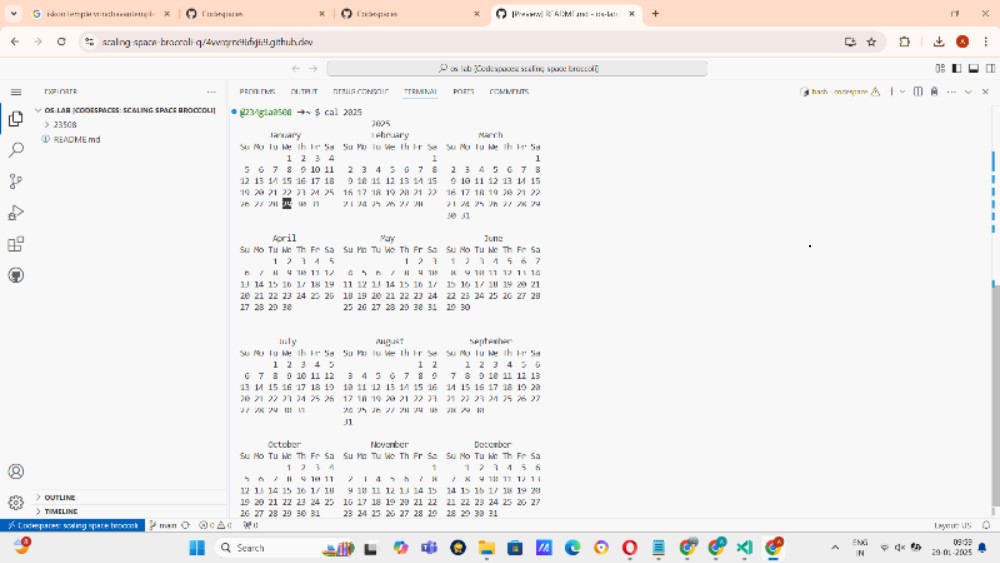 Codespaces
Codespaces
[Preview] README.md - os-lab
os-lab [Codespaces: scaling space broccoli]
EXPLORER
PROBLEMS OUTPUT DEBUG CONSOLE TERMINAL PORTS COMMENTS
bash - codespace
OS-LAB [CODESPACES: SCALING SPACE BROCCOLI]
23508
README.md
$ cal 2025
2025
January February March
Su Mo Tu We Th Fr Sa Su Mo Tu We Th Fr Sa Su Mo Tu We Th Fr Sa
1 2 3 4 1 1
5 6 7 8 9 10 11 2 3 4 5 6 7 8 2 3 4 5 6 7 8
12 13 14 15 16 17 18 9 10 11 12 13 14 15 9 10 11 12 13 14 15
19 20 21 22 23 24 25 16 17 18 19 20 21 22 16 17 18 19 20 21 22
26 27 28 29 30 31 23 24 25 26 27 28 23 24 25 26 27 28 29
30 31
April May June
Su Mo Tu We Th Fr Sa Su Mo Tu We Th Fr Sa Su Mo Tu We Th Fr Sa
1 2 3 4 5 1 2 3 1 2 3 4 5 6 7
6 7 8 9 10 11 12 4 5 6 7 8 9 10 8 9 10 11 12 13 14
13 14 15 16 17 18 19 11 12 13 14 15 16 17 15 16 17 18 19 20 21
20 21 22 23 24 25 26 18 19 20 21 22 23 24 22 23 24 25 26 27 28
27 28 29 30 25 26 27 28 29 30 31 29 30
July August September
Su Mo Tu We Th Fr Sa Su Mo Tu We Th Fr Sa Su Mo Tu We Th Fr Sa
1 2 3 4 5 1 2 1 2 3 4 5 6
6 7 8 9 10 11 12 3 4 5 6 7 8 9 7 8 9 10 11 12 13
13 14 15 16 17 18 19 10 11 12 13 14 15 16 14 15 16 17 18 19 20
20 21 22 23 24 25 26 17 18 19 20 21 22 23 21 22 23 24 25 26 27
27 28 29 30 31 24 25 26 27 28 29 30 28 29 30
31
October November December
Su Mo Tu We Th Fr Sa Su Mo Tu We Th Fr Sa Su Mo Tu We Th Fr Sa
1 2 3 4 1 1 2 3 4 5 6
5 6 7 8 9 10 11 2 3 4 5 6 7 8 7 8 9 10 11 12 13
12 13 14 15 16 17 18 9 10 11 12 13 14 15 14 15 16 17 18 19 20
19 20 21 22 23 24 25 16 17 18 19 20 21 22 21 22 23 24 25 26 27
26 27 28 29 30 31 23 24 25 26 27 28 29 28 29 30 31
OUTLINE
TIMELINE
Codespaces: scaling space broccoli main 0 0 0 Layout: US
Search
ENG
IN
09:59
29-01-2025